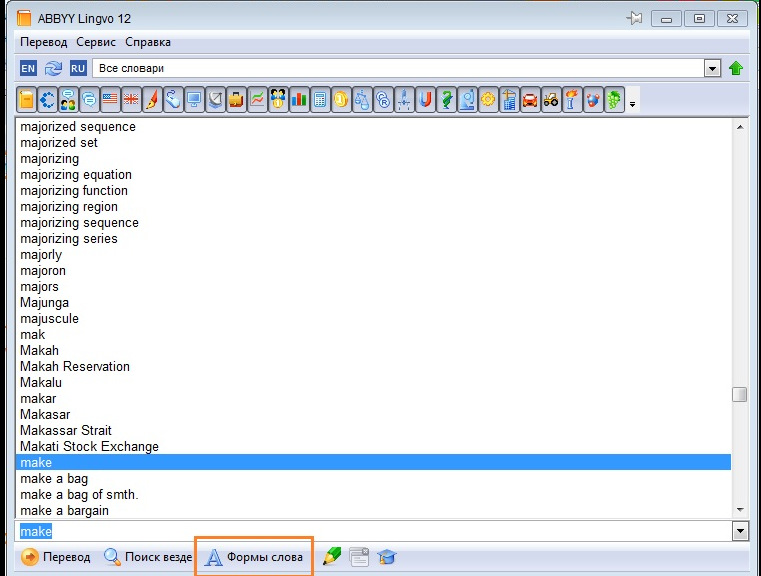 ABBYY Lingvo 12
Перевод Сервис Справка
EN RU Все словари
majorized sequence
majorized set
majorizing
majorizing equation
majorizing function
majorizing region
majorizing sequence
majorizing series
majorly
majoron
majors
Majunga
majuscule
mak
Makah
Makah Reservation
Makalu
makar
Makasar
Makassar Strait
Makati Stock Exchange
make
make a bag
make a bag of smth.
make a bargain
make
Перевод Поиск везде Формы слова